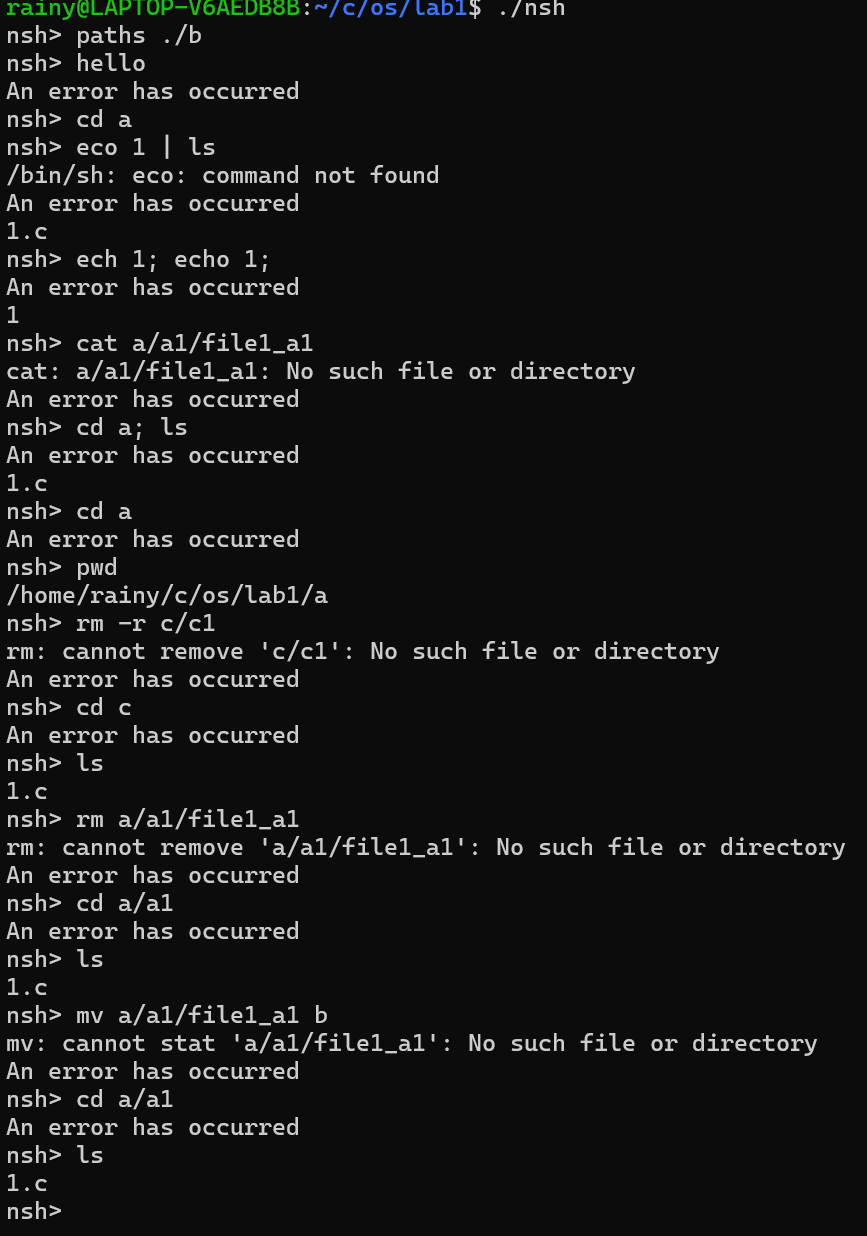 rainy@LAPTOP-V6AEDB8B:~/c/os/lab1$ ./nsh
nsh> paths ./b
nsh> hello
An error has occurred
nsh> cd a
nsh> eco 1 | ls
/bin/sh: eco: command not found
An error has occurred
1.c
nsh> ech 1; echo 1;
An error has occurred
1
nsh> cat a/a1/file1_a1
cat: a/a1/file1_a1: No such file or directory
An error has occurred
nsh> cd a; ls
An error has occurred
1.c
nsh> cd a
An error has occurred
nsh> pwd
/home/rainy/c/os/lab1/a
nsh> rm -r c/c1
rm: cannot remove 'c/c1': No such file or directory
An error has occurred
nsh> cd c
An error has occurred
nsh> ls
1.c
nsh> rm a/a1/file1_a1
rm: cannot remove 'a/a1/file1_a1': No such file or directory
An error has occurred
nsh> cd a/a1
An error has occurred
nsh> ls
1.c
nsh> mv a/a1/file1_a1 b
mv: cannot stat 'a/a1/file1_a1': No such file or directory
An error has occurred
nsh> cd a/a1
An error has occurred
nsh> ls
1.c
nsh>